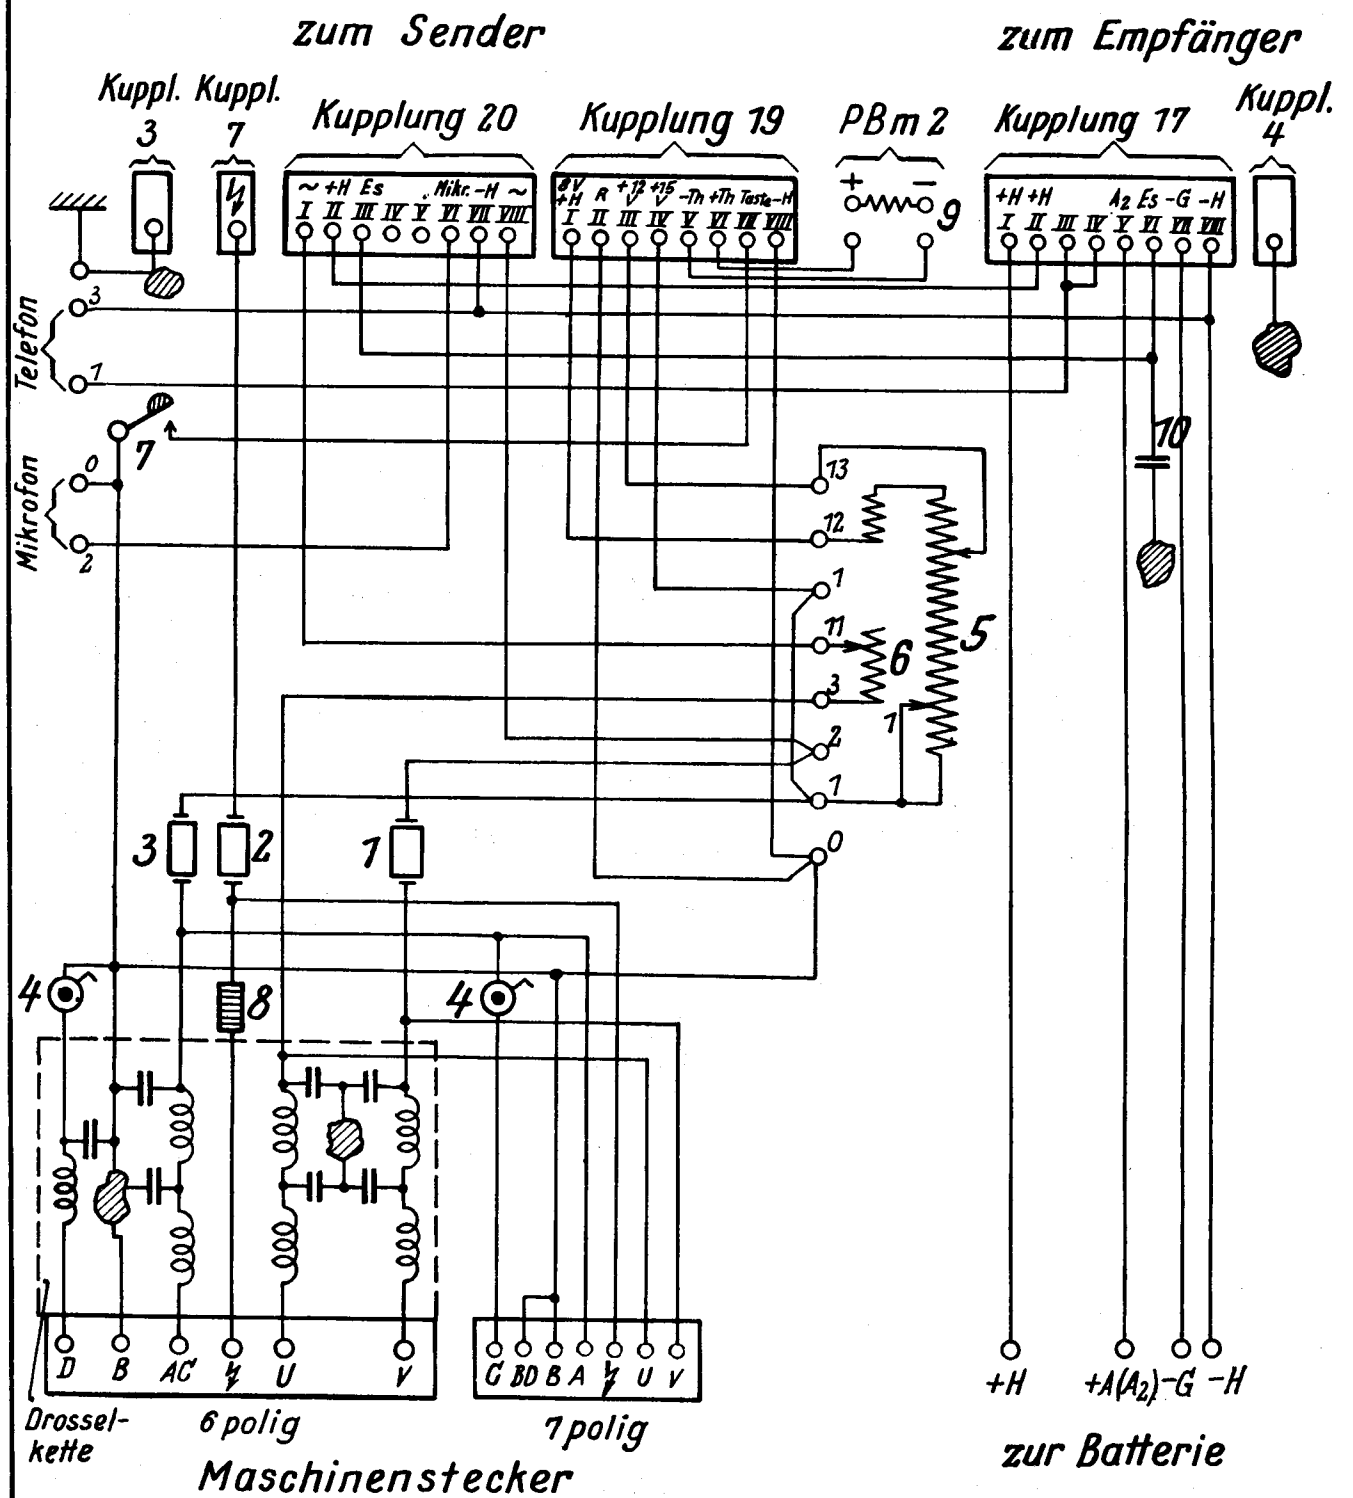 zum Sender
zum Empfänger
Kuppl. Kuppl.
3 7
Kupplung 20
Kupplung 19
PBm 2
Kupplung 17
Kuppl.
4
~ +H Es Mikr. -H ~
I II III IV V VI VII VIII
8V +12 +15
+H R V V -Th +Th Taste -H
I II III IV V VI VII VIII
+ −
9
+H +H A2 Es -G -H
I II III IV V VI VII VIII
Telefon
3
1
7
Mikrofon
0
2
10
13
12
1
11
6
5
3
1
2
1
0
3 2 1
4 8 4
D B AC U V
C BD B A U V
+H +A(A2) -G -H
Drossel-
kette
6 polig
7 polig
zur Batterie
Maschinenstecker